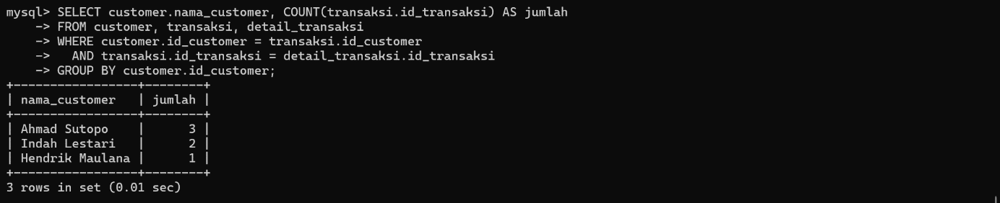 mysql> SELECT customer.nama_customer, COUNT(transaksi.id_transaksi) AS jumlah
    -> FROM customer, transaksi, detail_transaksi
    -> WHERE customer.id_customer = transaksi.id_customer
    ->   AND transaksi.id_transaksi = detail_transaksi.id_transaksi
    -> GROUP BY customer.id_customer;
+-----------------+--------+
| nama_customer   | jumlah |
+-----------------+--------+
| Ahmad Sutopo    |      3 |
| Indah Lestari   |      2 |
| Hendrik Maulana |      1 |
+-----------------+--------+
3 rows in set (0.01 sec)